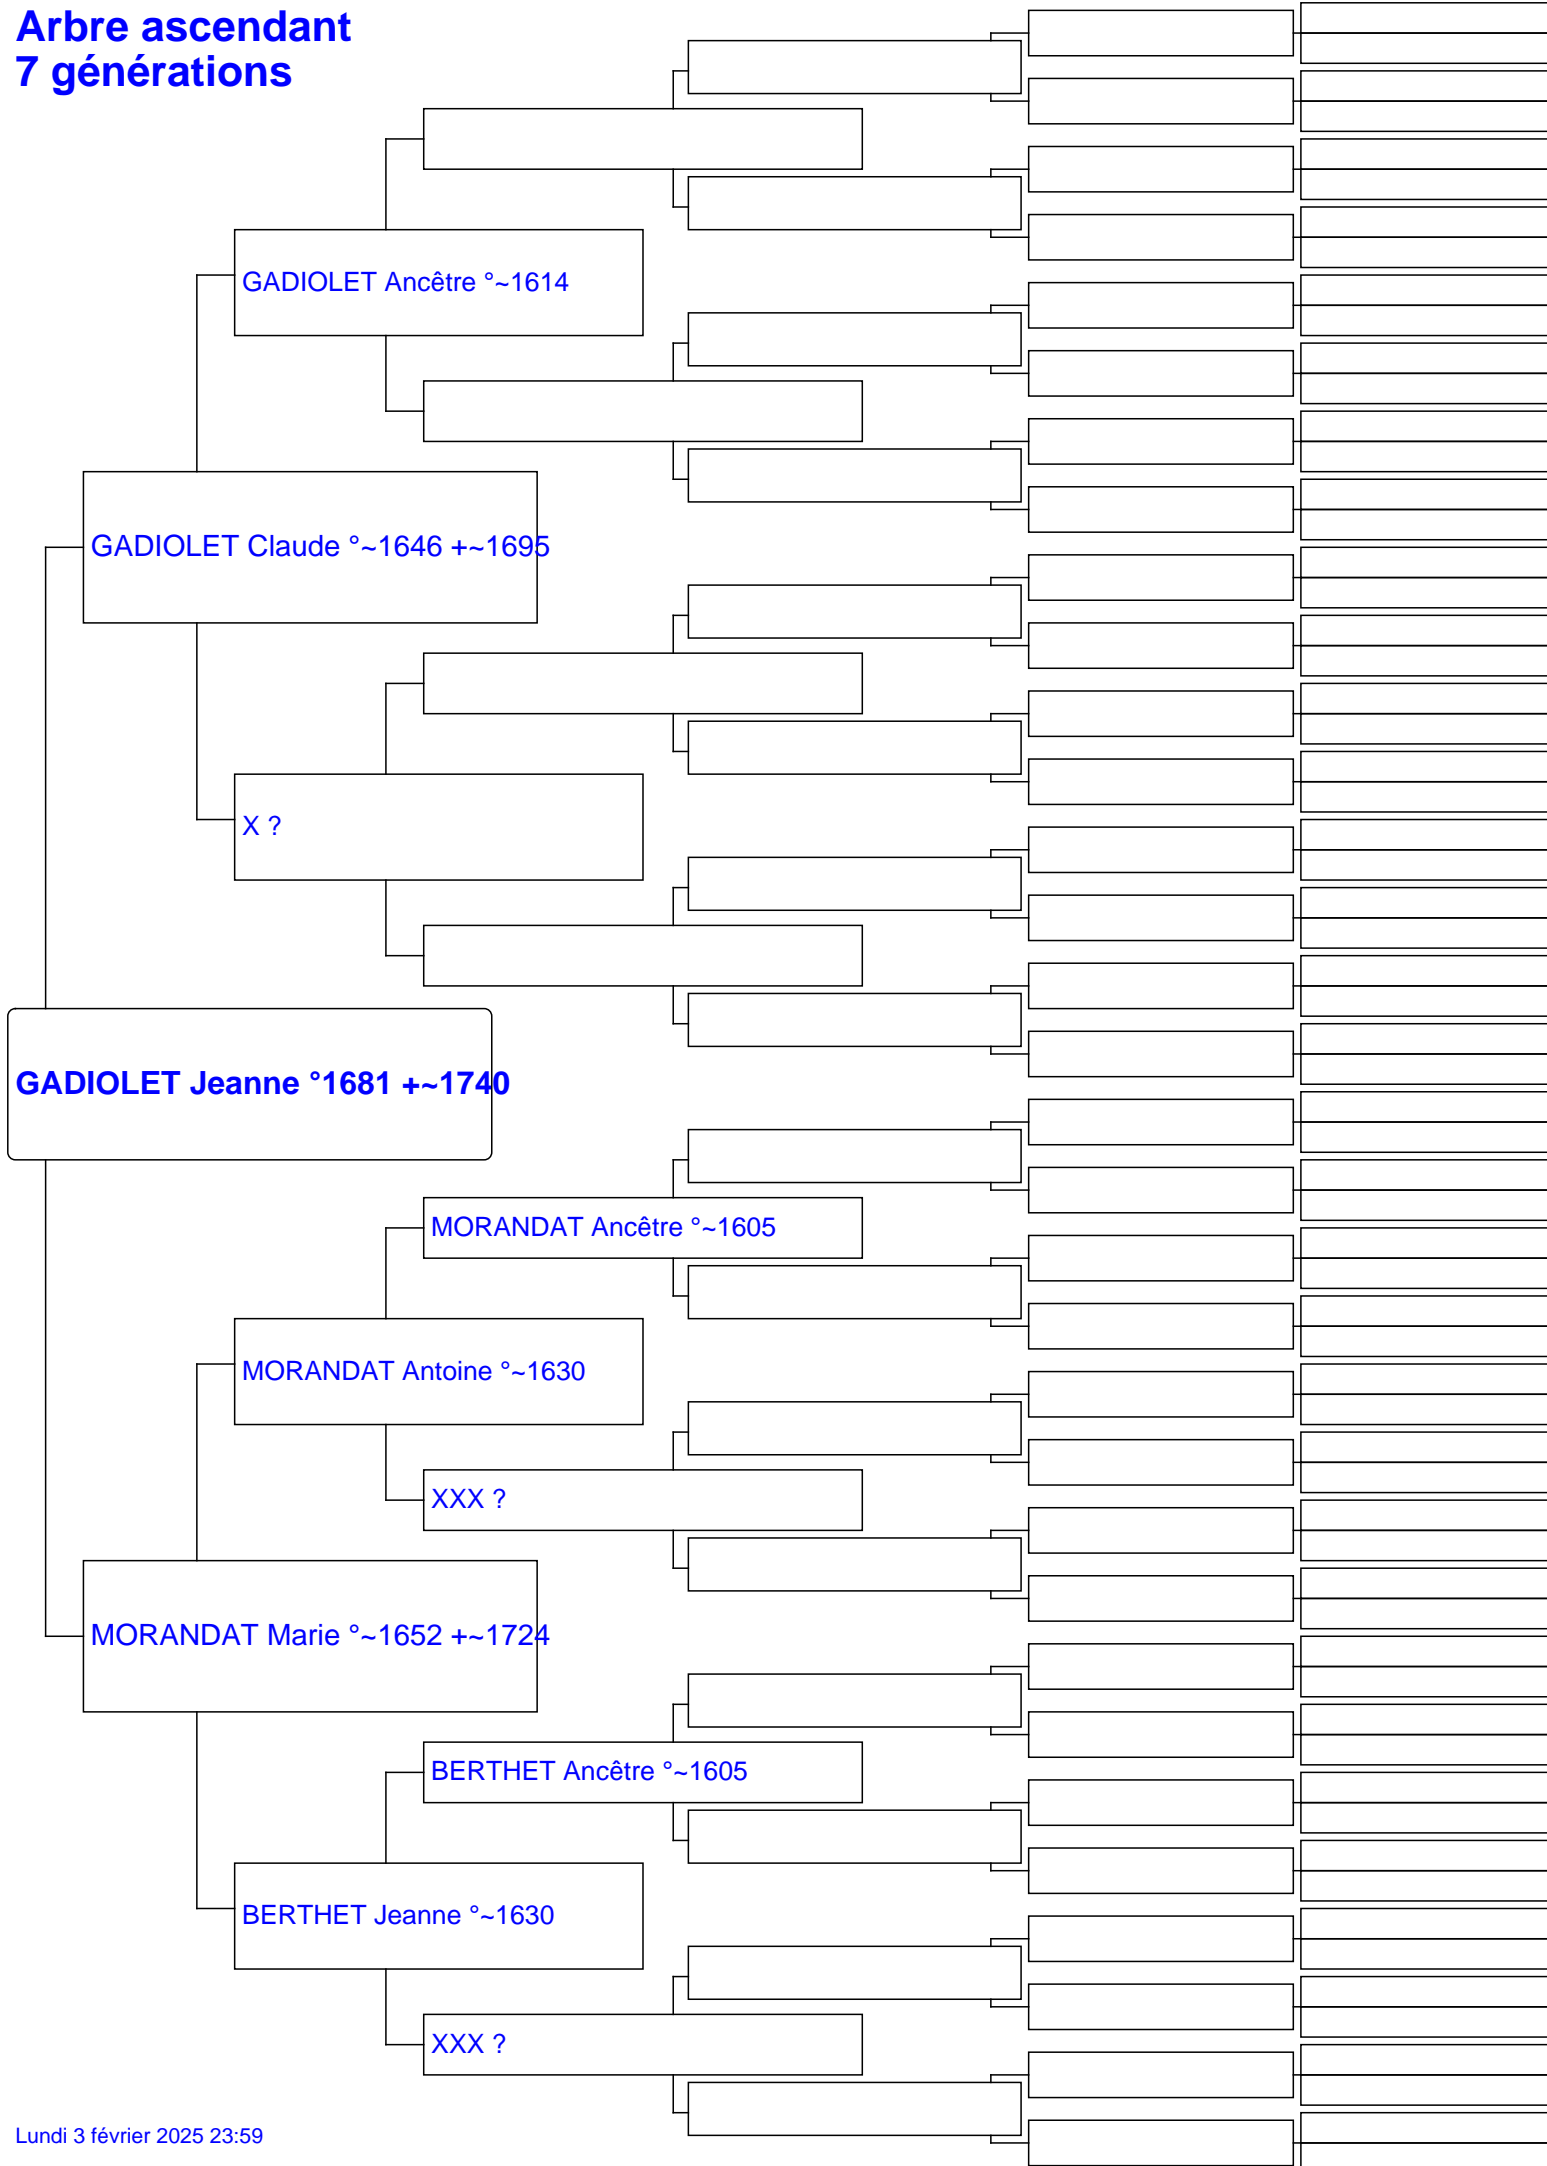 Arbre ascendant
7 générations
GADIOLET Ancêtre °~1614
GADIOLET Claude °~1646 +~1695
X ?
GADIOLET Jeanne °1681 +~1740
MORANDAT Ancêtre °~1605
MORANDAT Antoine °~1630
XXX ?
MORANDAT Marie °~1652 +~1724
BERTHET Ancêtre °~1605
BERTHET Jeanne °~1630
XXX ?
Lundi 3 février 2025 23:59